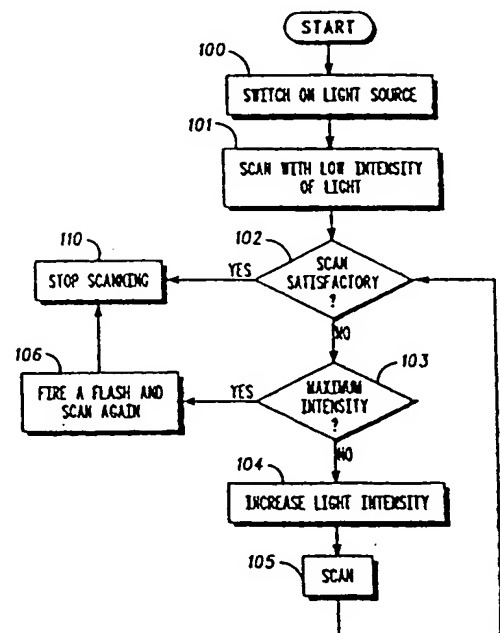 START
100
SWITCH ON LIGHT SOURCE
101
SCAN WITH LOW INTENSITY
OF LIGHT
110
102
STOP SCANNING
YES
SCAN
SATISFACTORY
?
NO
106
103
FIRE A FLASH AND
SCAN AGAIN
YES
MAXIMUM
INTENSITY
?
NO
104
INCREASE LIGHT INTENSITY
105
SCAN